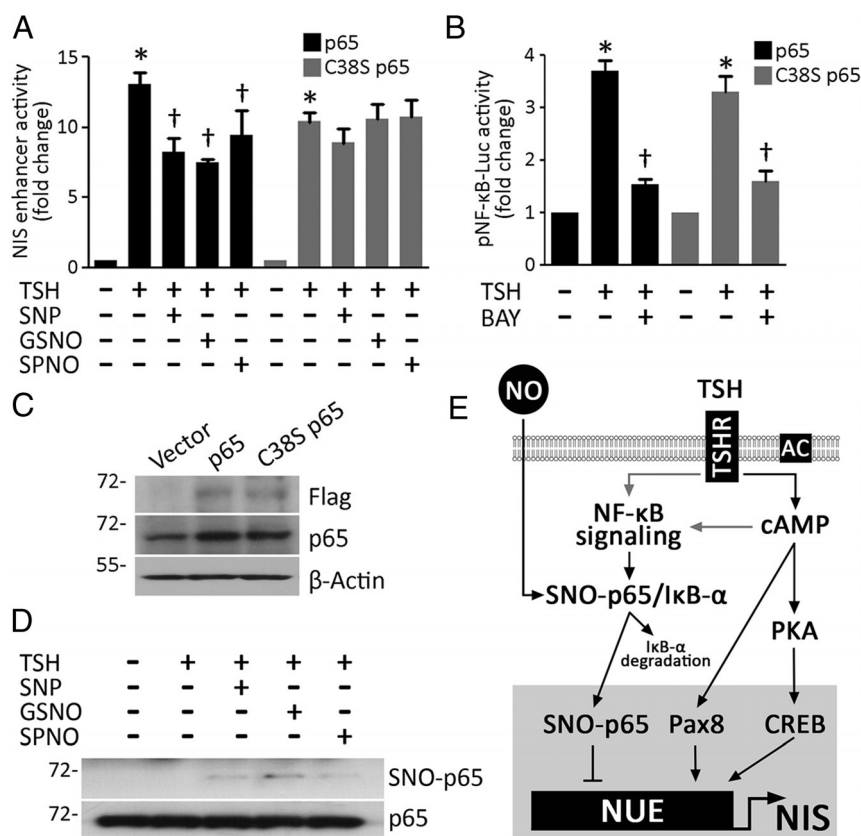 A
NIS enhancer activity
(fold change)
15
10
5
0
p65
C38S p65
* † † † *
TSH − + + + + − + + + +
SNP − − + − − − − + − −
GSNO − − − + − − − − + −
SPNO − − − − + − − − − +
B
pNF-κB-Luc activity
(fold change)
4
3
2
1
0
p65
C38S p65
* † * †
TSH − + + − + +
BAY − − + − − +
C
Vector p65 C38S p65
72- Flag
72- p65
55- β-Actin
D
TSH − + + + +
SNP − − + − −
GSNO − − − + −
SPNO − − − − +
72- SNO-p65
72- p65
E
NO
TSH
TSHR
AC
NF-κB
signaling
cAMP
SNO-p65/IκB-α
IκB-α
degradation
PKA
SNO-p65 Pax8 CREB
NUE
NIS